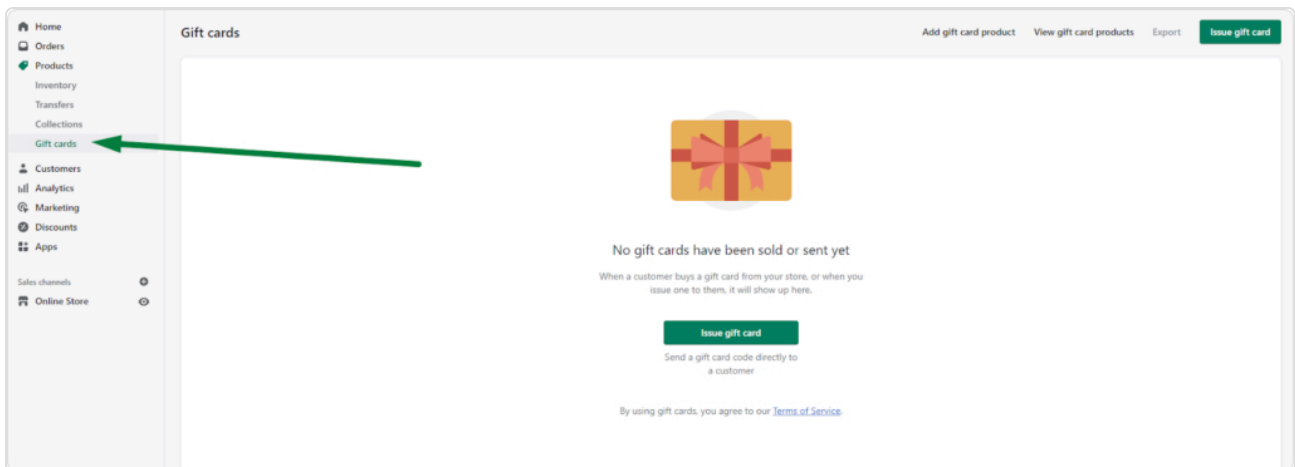 Home
Orders
Products
Inventory
Transfers
Collections
Gift cards
Customers
Analytics
Marketing
Discounts
Apps
Sales channels
Online Store
Gift cards
Add gift card product View gift card products Export Issue gift card
No gift cards have been sold or sent yet
When a customer buys a gift card from your store, or when you
issue one to them, it will show up here.
Issue gift card
Send a gift card code directly to
a customer
By using gift cards, you agree to our Terms of Service.